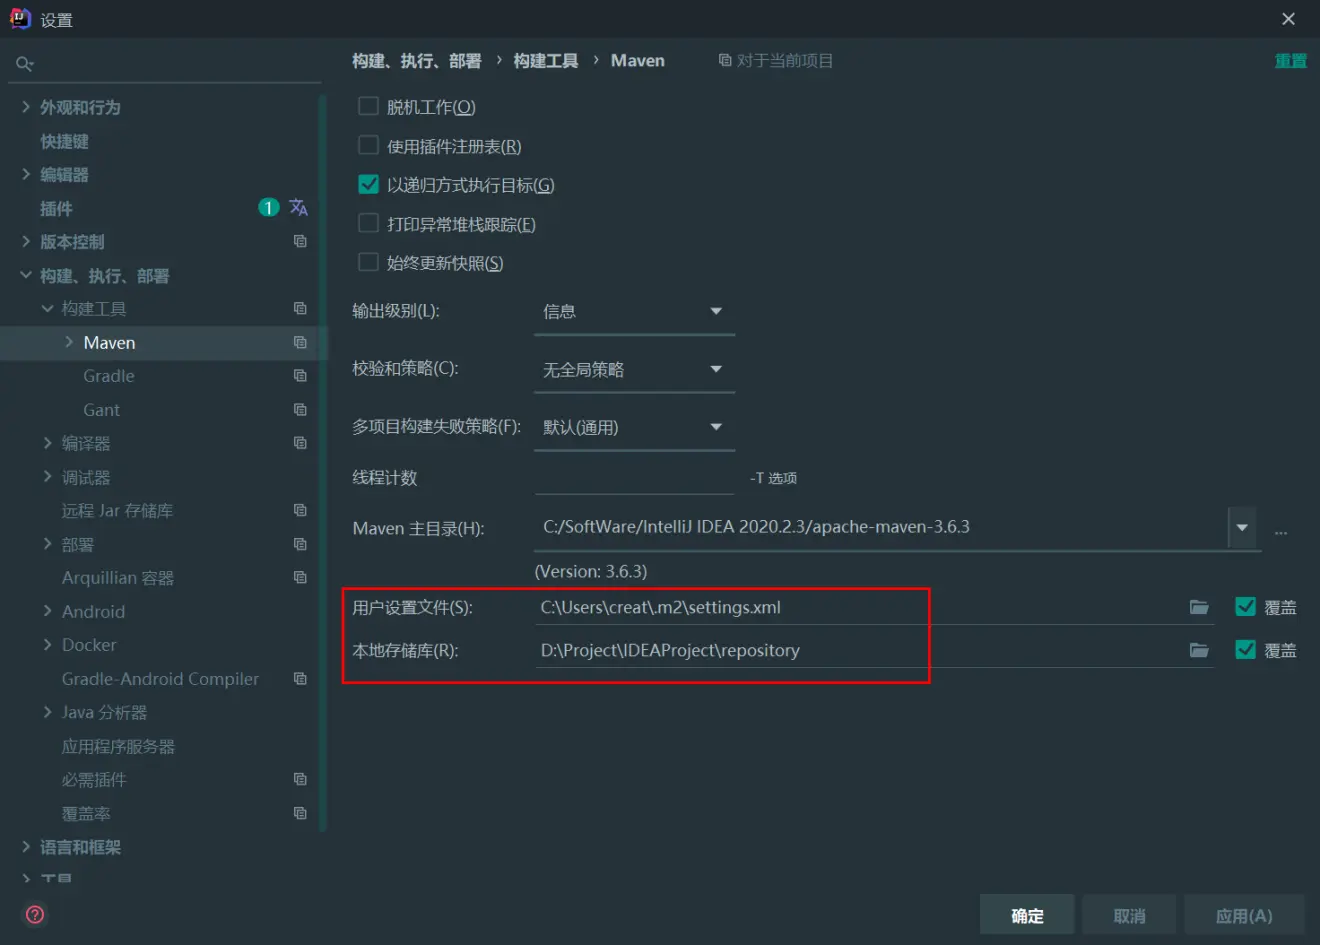 设置
构建、执行、部署 › 构建工具 › Maven 对于当前项目 重置
外观和行为
快捷键
编辑器
插件 1
版本控制
构建、执行、部署
构建工具
Maven
Gradle
Gant
编译器
调试器
远程 Jar 存储库
部署
Arquillian 容器
Android
Docker
Gradle-Android Compiler
Java 分析器
应用程序服务器
必需插件
覆盖率
语言和框架
工具
脱机工作(O)
使用插件注册表(R)
以递归方式执行目标(G)
打印异常堆栈跟踪(E)
始终更新快照(S)
输出级别(L): 信息
校验和策略(C): 无全局策略
多项目构建失败策略(F): 默认(通用)
线程计数 -T 选项
Maven 主目录(H): C:/SoftWare/IntelliJ IDEA 2020.2.3/apache-maven-3.6.3 ...
(Version: 3.6.3)
用户设置文件(S): C:\Users\creat\.m2\settings.xml 覆盖
本地存储库(R): D:\Project\IDEAProject\repository 覆盖
确定 取消 应用(A)